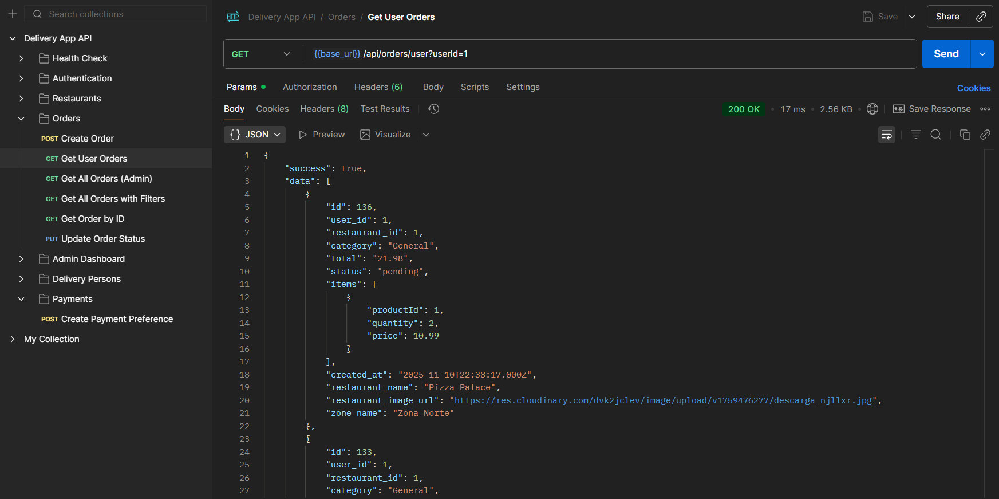 Search collections
Delivery App API
Health Check
Authentication
Restaurants
Orders
POST Create Order
GET Get User Orders
GET Get All Orders (Admin)
GET Get All Orders with Filters
GET Get Order by ID
PUT Update Order Status
Admin Dashboard
Delivery Persons
Payments
POST Create Payment Preference
My Collection
HTTP Delivery App API / Orders / Get User Orders
Save
Share
GET
{{base_url}} /api/orders/user?userId=1
Send
Params Authorization Headers (6) Body Scripts Settings
Cookies
Body Cookies Headers (8) Test Results
200 OK • 17 ms • 2.56 KB •
e.g. Save Response
{} JSON Preview Visualize
1 {
2 "success": true,
3 "data": [
4 {
5 "id": 136,
6 "user_id": 1,
7 "restaurant_id": 1,
8 "category": "General",
9 "total": "21.98",
10 "status": "pending",
11 "items": [
12 {
13 "productId": 1,
14 "quantity": 2,
15 "price": 10.99
16 }
17 ],
18 "created_at": "2025-11-10T22:38:17.000Z",
19 "restaurant_name": "Pizza Palace",
20 "restaurant_image_url": "https://res.cloudinary.com/dvk2jclev/image/upload/v1759476277/descarga_njllxr.jpg",
21 "zone_name": "Zona Norte"
22 },
23 {
24 "id": 133,
25 "user_id": 1,
26 "restaurant_id": 1,
27 "category": "General",